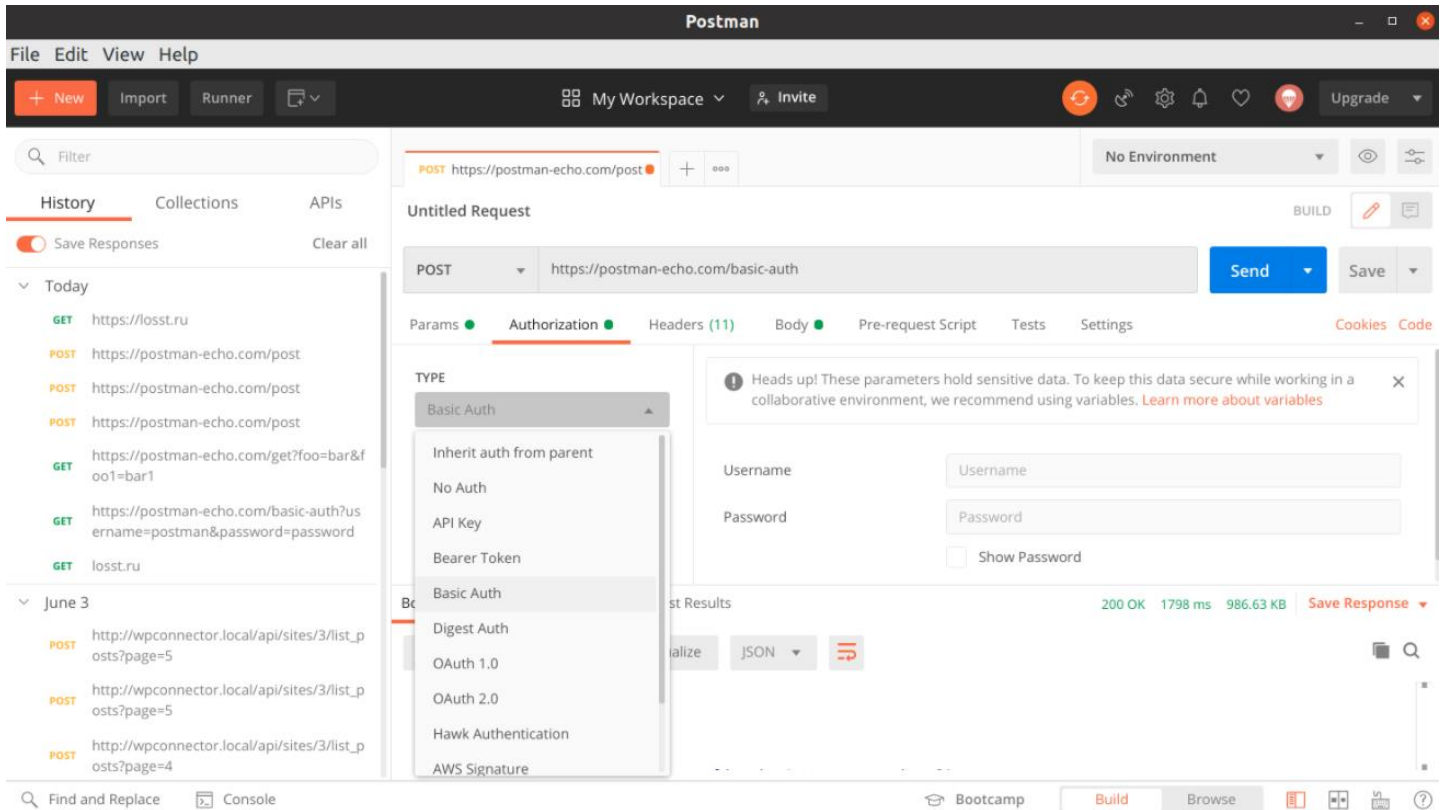 Postman
File Edit View Help
+ New Import Runner My Workspace Invite Upgrade
Filter
History Collections APIs
Save Responses Clear all
Today
GET https://losst.ru
POST https://postman-echo.com/post
POST https://postman-echo.com/post
POST https://postman-echo.com/post
GET https://postman-echo.com/get?foo=bar&f
oo1=bar1
GET https://postman-echo.com/basic-auth?us
ername=postman&password=password
GET losst.ru
June 3
POST http://wpconnector.local/api/sites/3/list_p
osts?page=5
POST http://wpconnector.local/api/sites/3/list_p
osts?page=5
POST http://wpconnector.local/api/sites/3/list_p
osts?page=4
POST https://postman-echo.com/post
No Environment
Untitled Request BUILD
POST https://postman-echo.com/basic-auth Send Save
Params Authorization Headers (11) Body Pre-request Script Tests Settings Cookies Code
TYPE
Basic Auth
Inherit auth from parent
No Auth
API Key
Bearer Token
Basic Auth
Digest Auth
OAuth 1.0
OAuth 2.0
Hawk Authentication
AWS Signature
Heads up! These parameters hold sensitive data. To keep this data secure while working in a
collaborative environment, we recommend using variables. Learn more about variables
Username Username
Password Password
Show Password
st Results 200 OK 1798 ms 986.63 KB Save Response
alize JSON
Find and Replace Console Bootcamp Build Browse